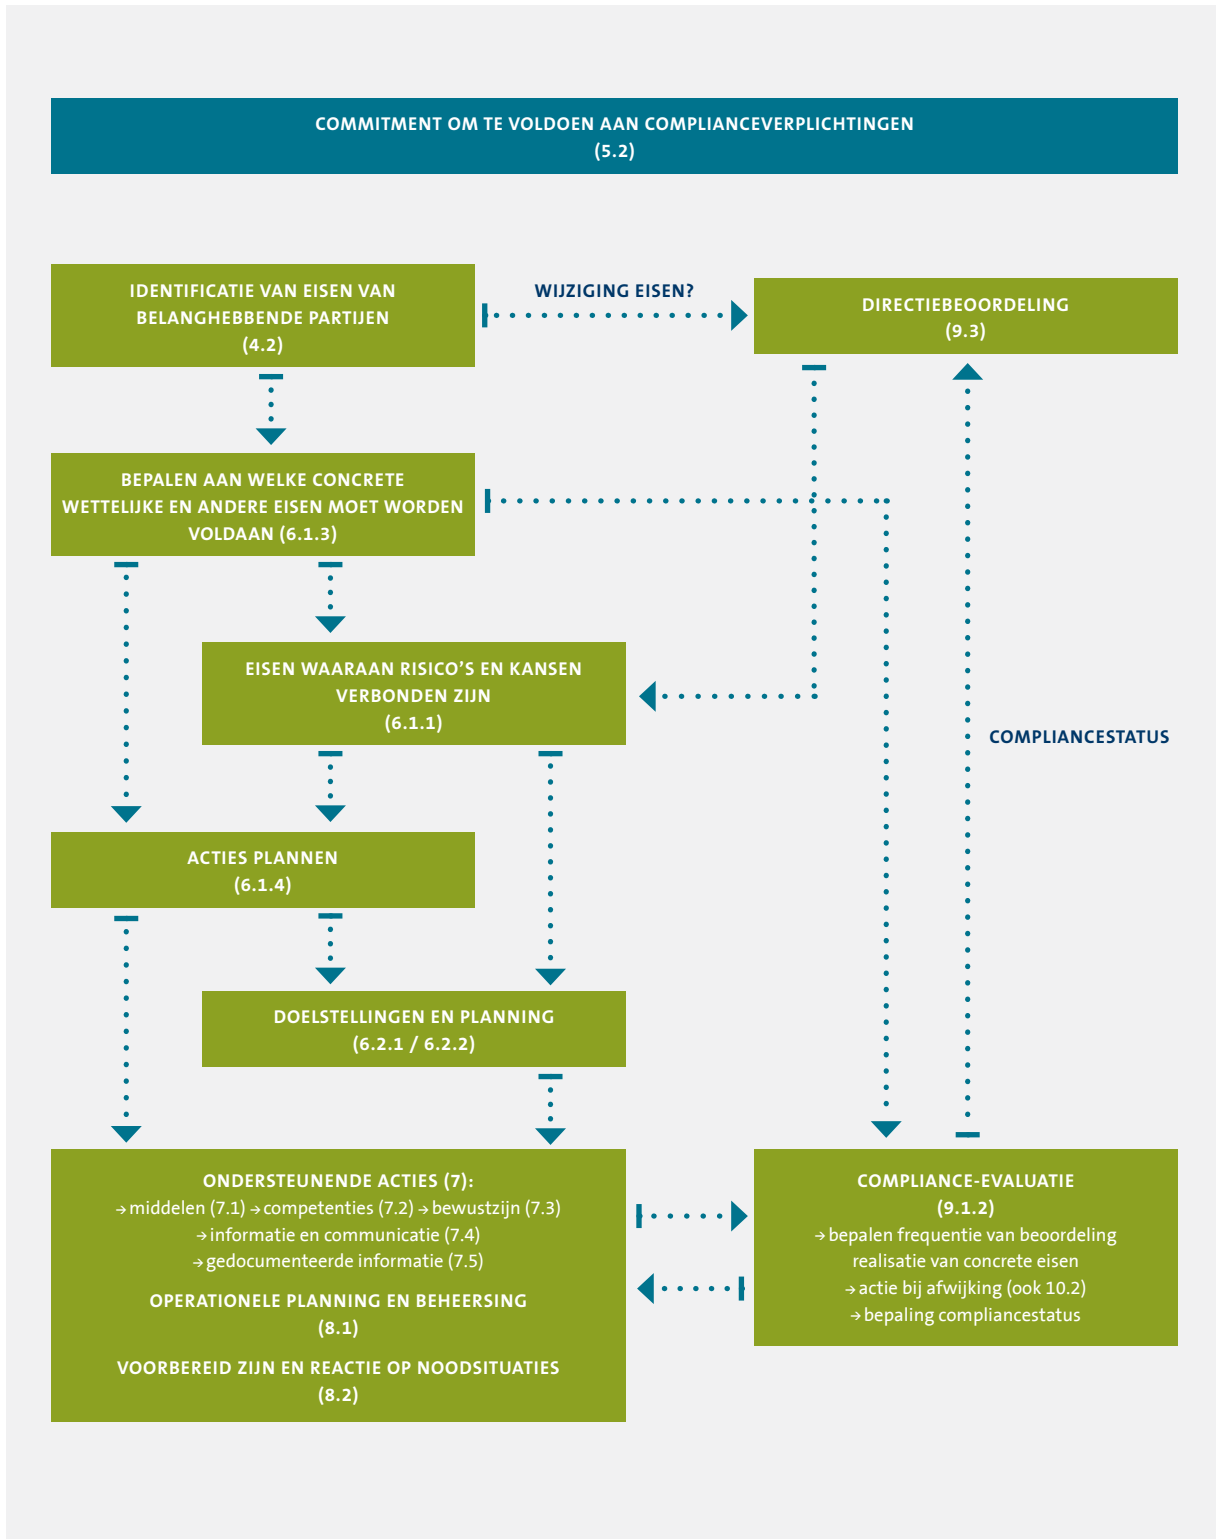 COMMITMENT OM TE VOLDOEN AAN COMPLIANCEVERPLICHTINGEN
(5.2)
IDENTIFICATIE VAN EISEN VAN
BELANGHEBBENDE PARTIJEN
(4.2)
WIJZIGING EISEN?
DIRECTIEBEOORDELING
(9.3)
BEPALEN AAN WELKE CONCRETE
WETTELIJKE EN ANDERE EISEN MOET WORDEN
VOLDAAN (6.1.3)
EISEN WAARAAN RISICO’S EN KANSEN
VERBONDEN ZIJN
(6.1.1)
COMPLIANCESTATUS
ACTIES PLANNEN
(6.1.4)
DOELSTELLINGEN EN PLANNING
(6.2.1 / 6.2.2)
ONDERSTEUNENDE ACTIES (7):
→ middelen (7.1) → competenties (7.2) → bewustzijn (7.3)
→ informatie en communicatie (7.4)
→ gedocumenteerde informatie (7.5)
OPERATIONELE PLANNING EN BEHEERSING
(8.1)
VOORBEREID ZIJN EN REACTIE OP NOODSITUATIES
(8.2)
COMPLIANCE-EVALUATIE
(9.1.2)
→ bepalen frequentie van beoordeling
realisatie van concrete eisen
→ actie bij afwijking (ook 10.2)
→ bepaling compliancestatus